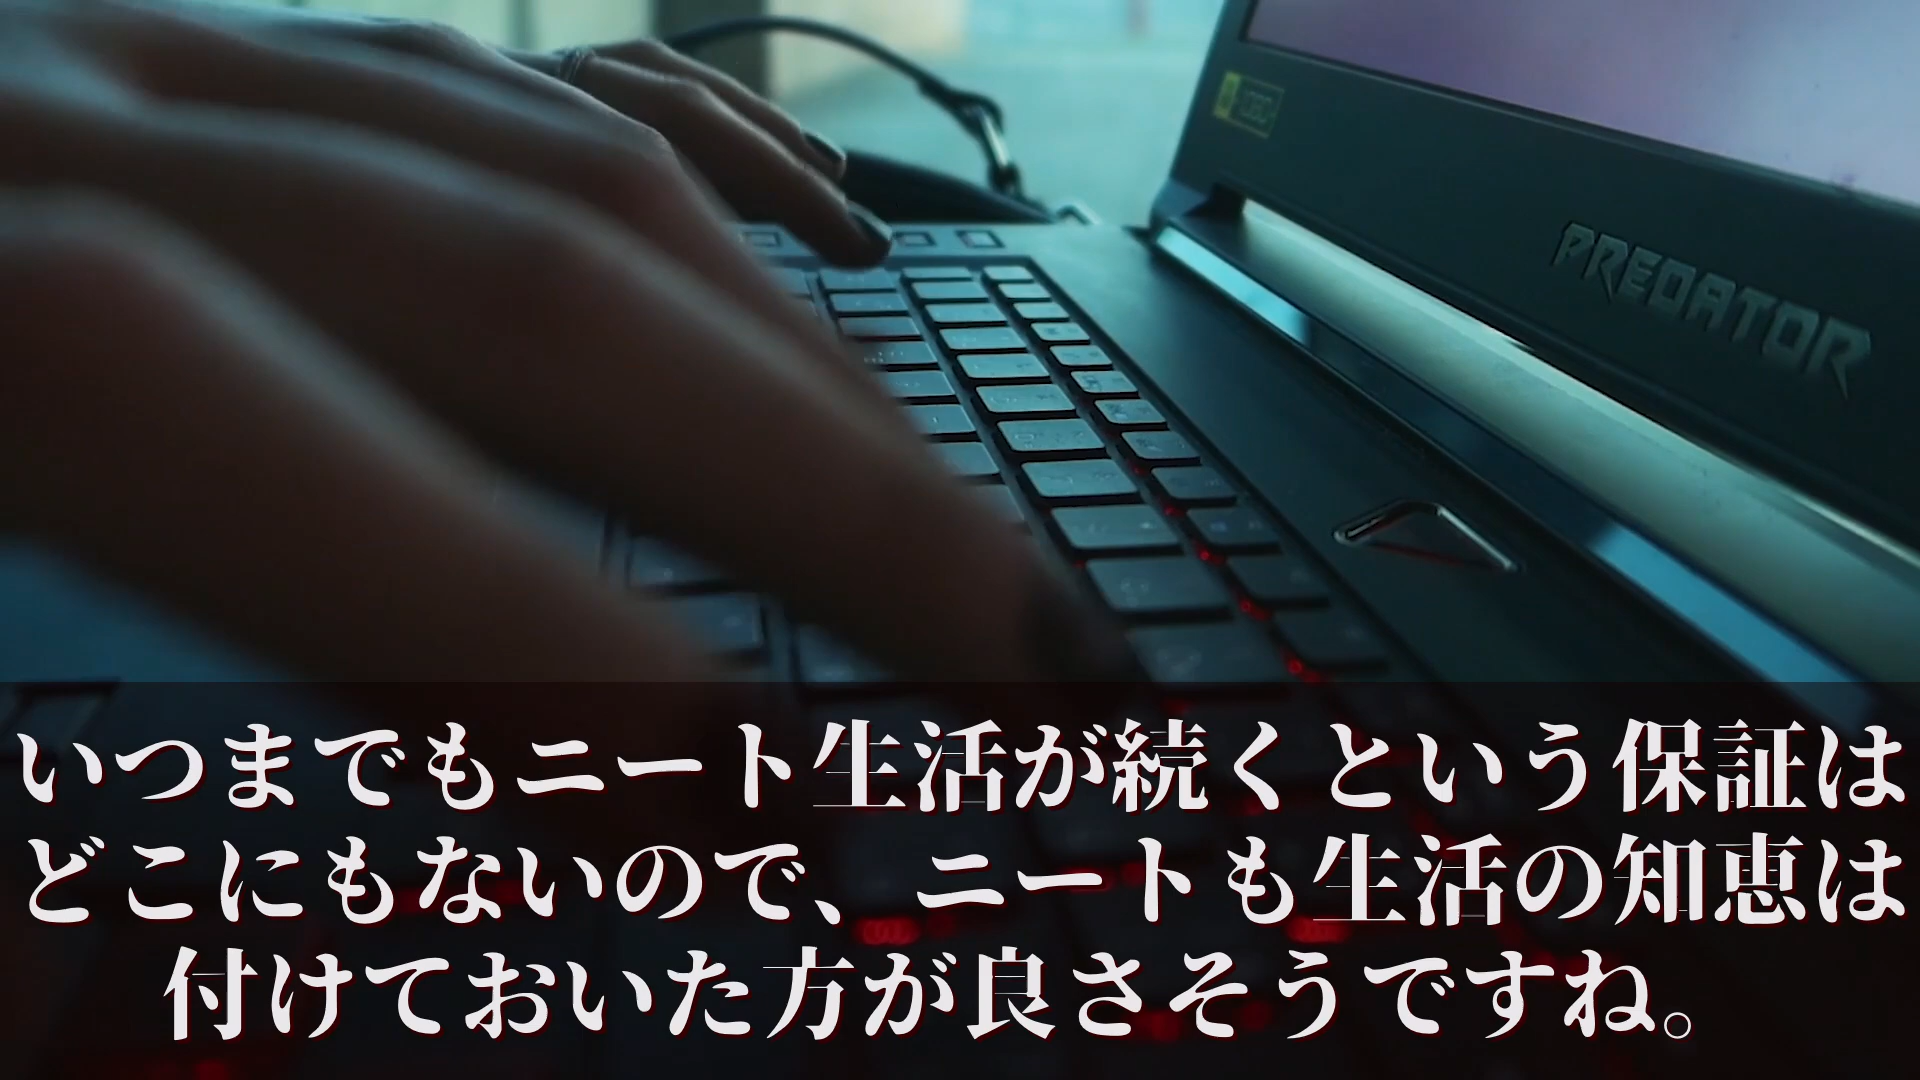 PREDATOR
いつまでもニート生活が続くという保証は
どこにもないので、ニートも生活の知恵は
付けておいた方が良さそうですね。